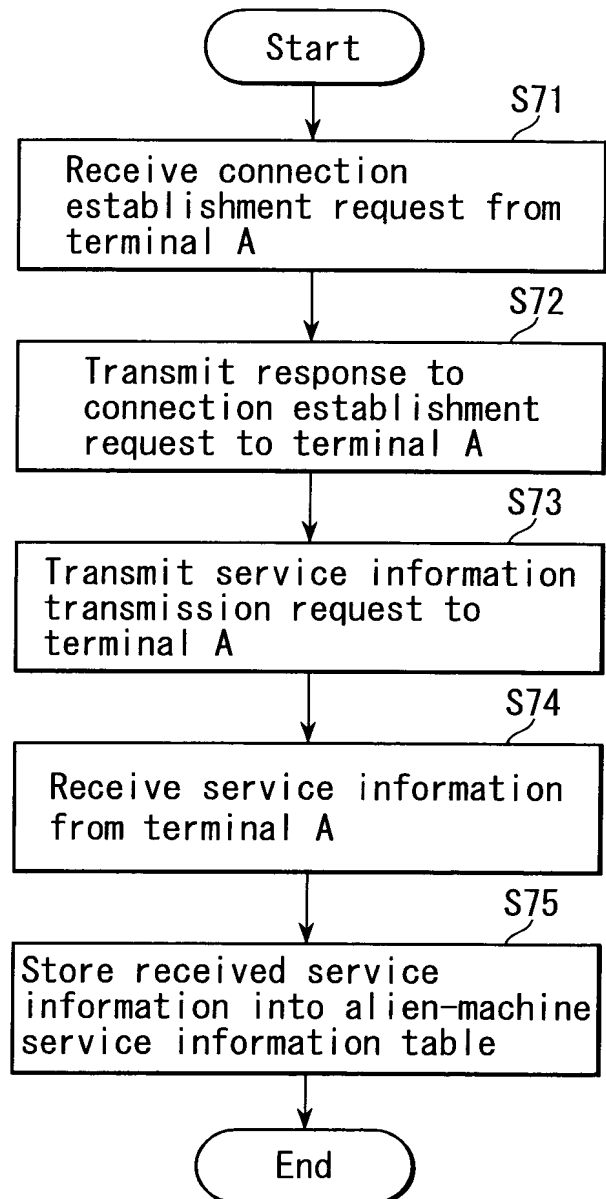 Start
S71
Receive connection
establishment request from
terminal A
S72
Transmit response to
connection establishment
request to terminal A
S73
Transmit service information
transmission request to
terminal A
S74
Receive service information
from terminal A
S75
Store received service
information into alien-machine
service information table
End